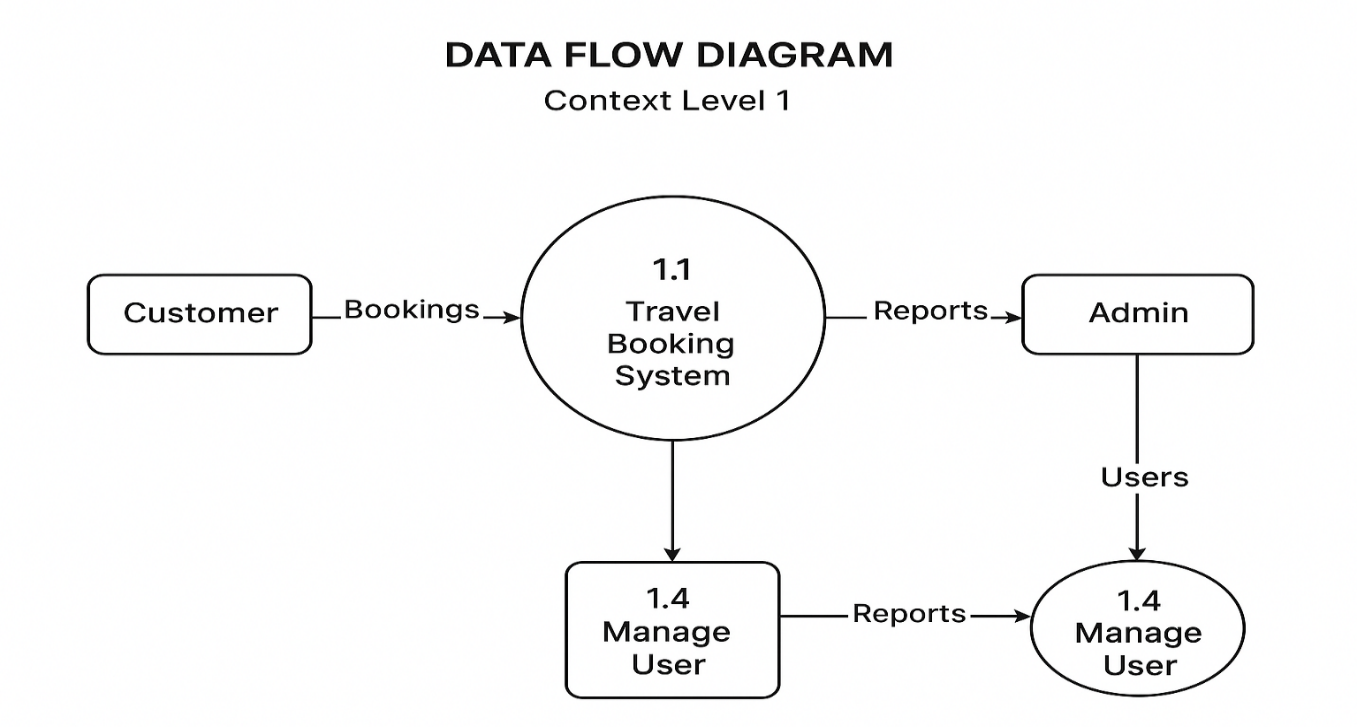 DATA FLOW DIAGRAM
Context Level 1
Customer
Bookings
1.1
Travel
Booking
System
Reports
Admin
Users
1.4
Manage
User
Reports
1.4
Manage
User